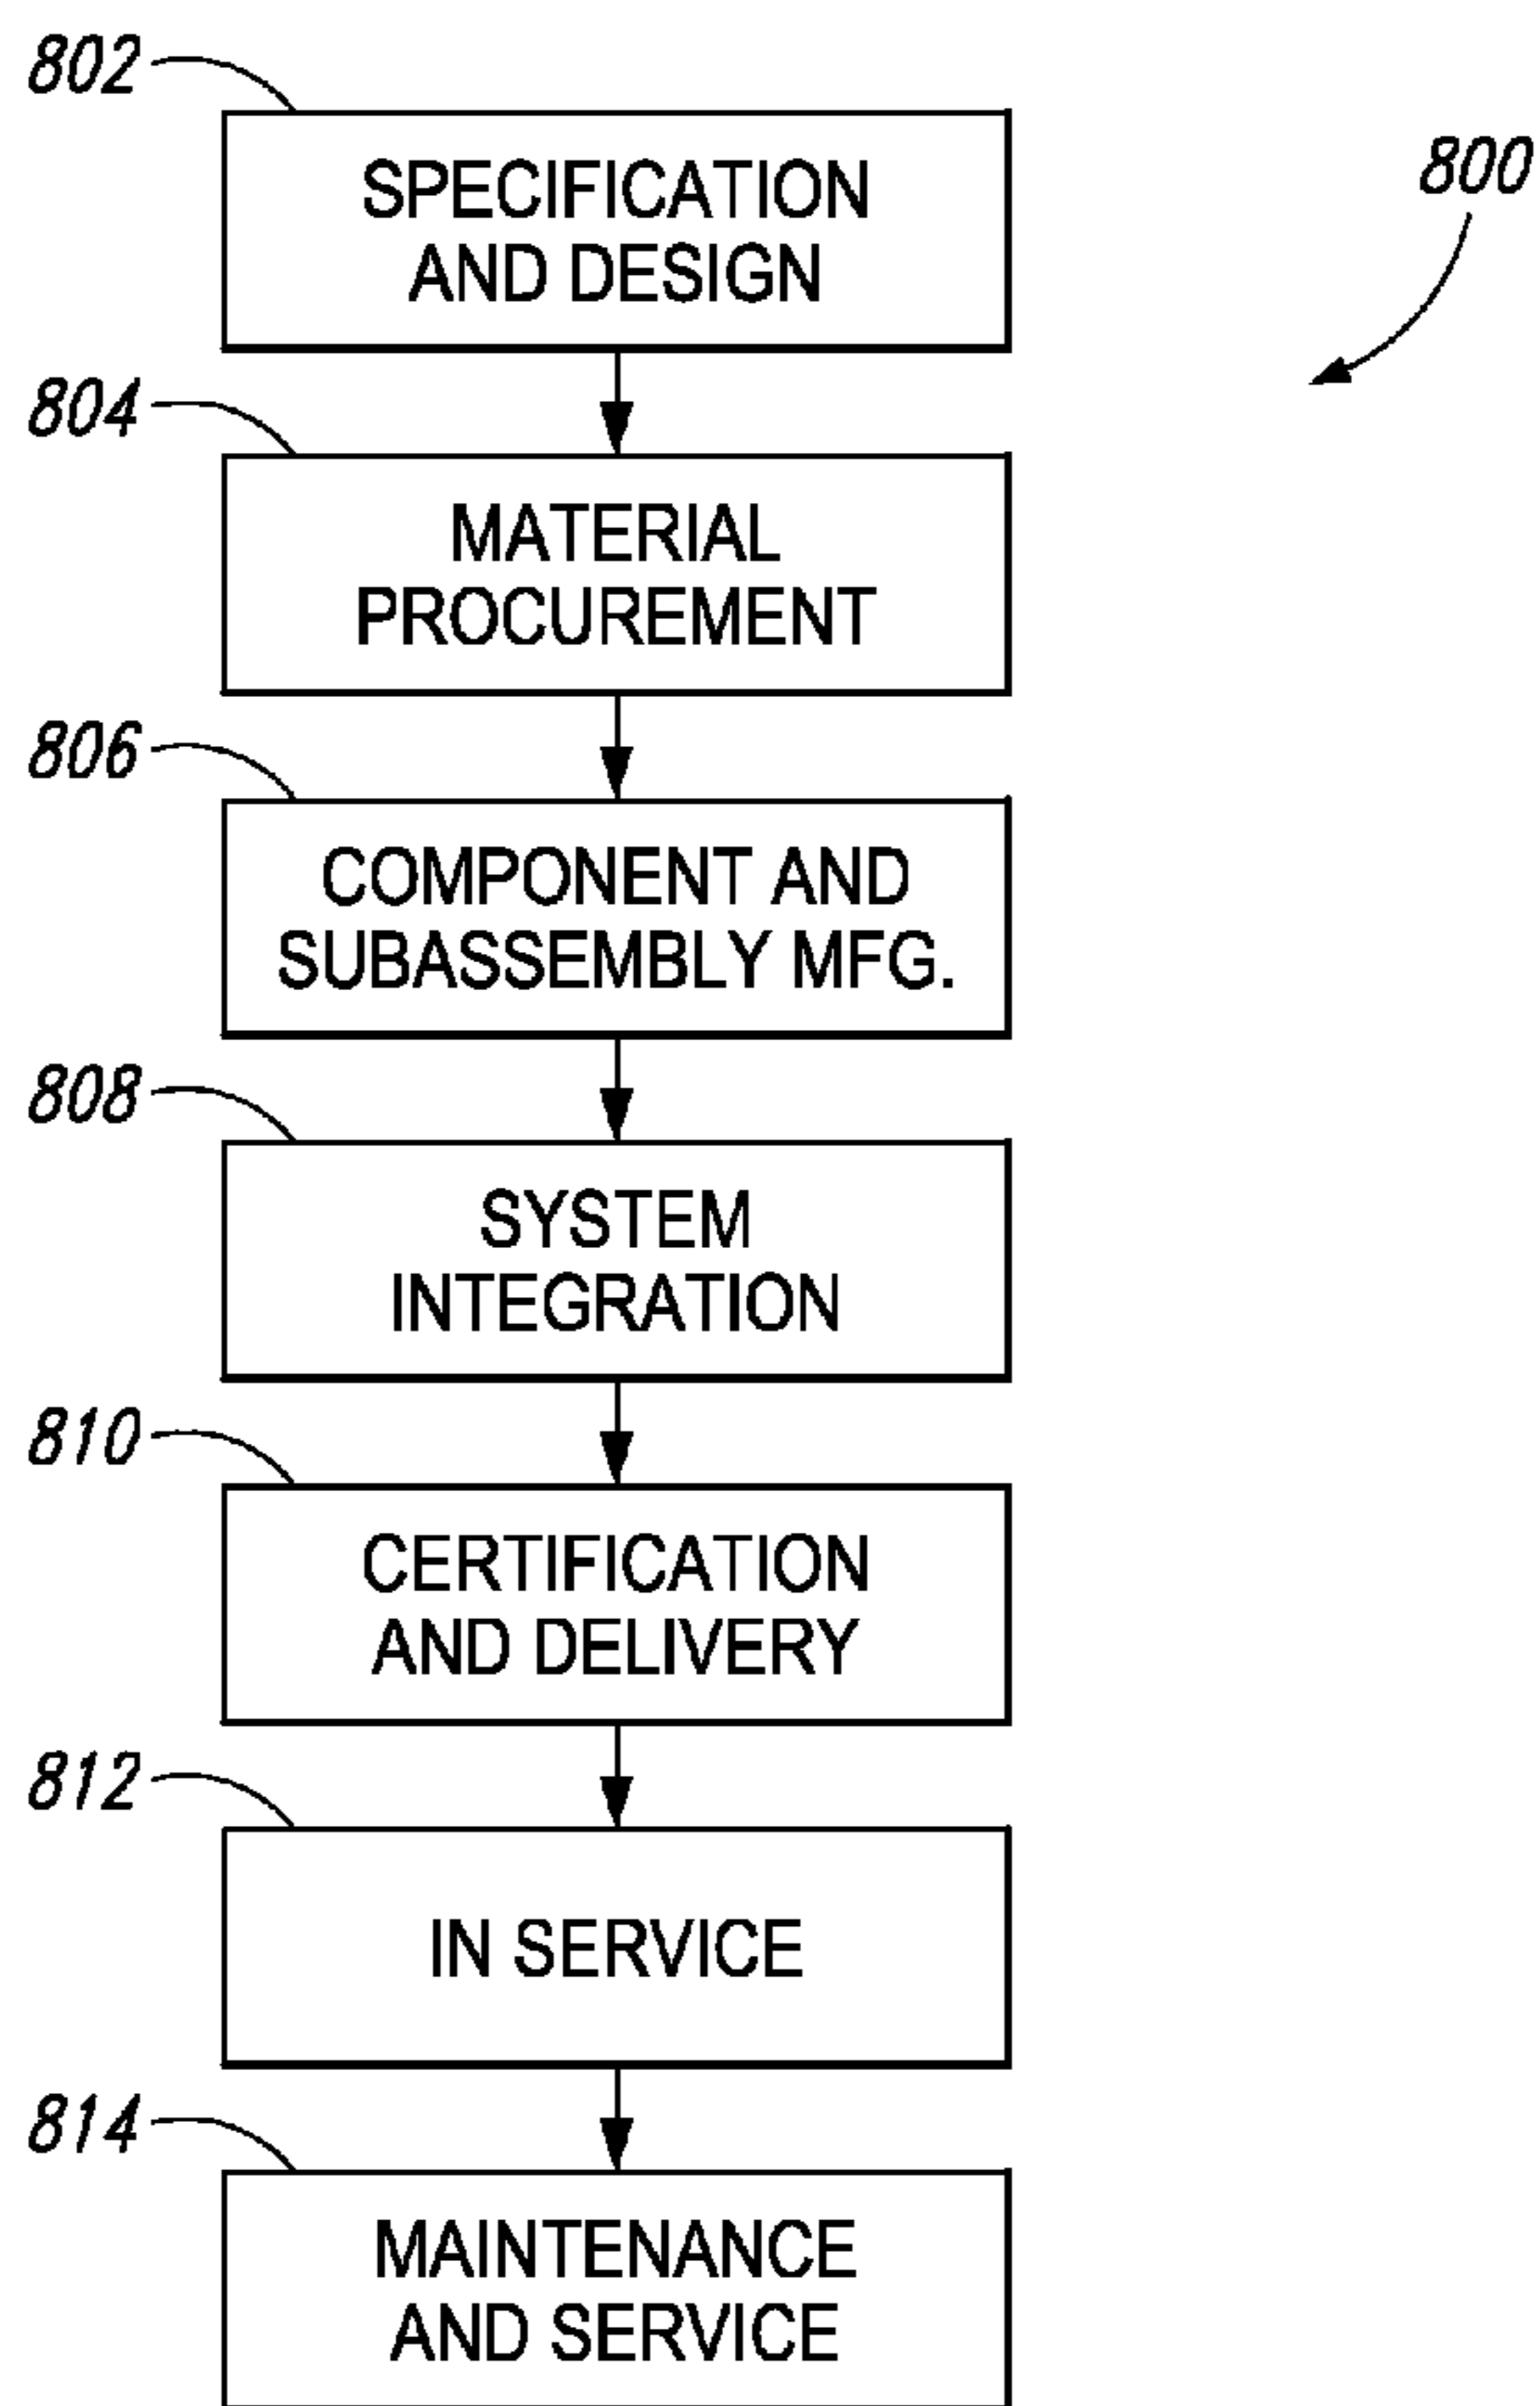 802
SPECIFICATION
AND DESIGN
800
804
MATERIAL
PROCUREMENT
806
COMPONENT AND
SUBASSEMBLY MFG.
808
SYSTEM
INTEGRATION
810
CERTIFICATION
AND DELIVERY
812
IN SERVICE
814
MAINTENANCE
AND SERVICE